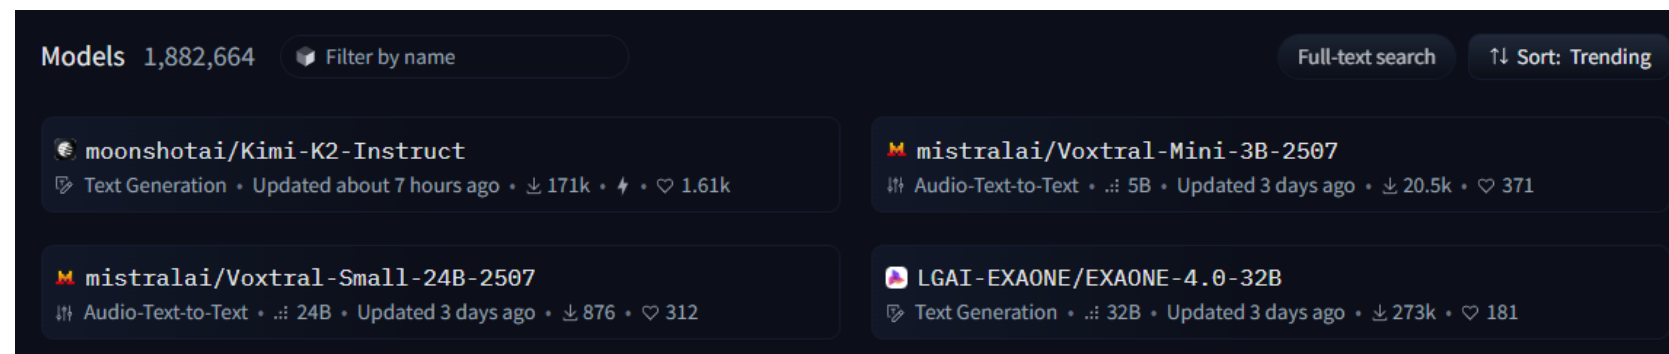 Models 1,882,664 Filter by name Full-text search Sort: Trending
moonshotai/Kimi-K2-Instruct
Text Generation • Updated about 7 hours ago • 171k • • 1.61k
mistralai/Voxtral-Mini-3B-2507
Audio-Text-to-Text • 5B • Updated 3 days ago • 20.5k • 371
mistralai/Voxtral-Small-24B-2507
Audio-Text-to-Text • 24B • Updated 3 days ago • 876 • 312
LGAI-EXAONE/EXAONE-4.0-32B
Text Generation • 32B • Updated 3 days ago • 273k • 181